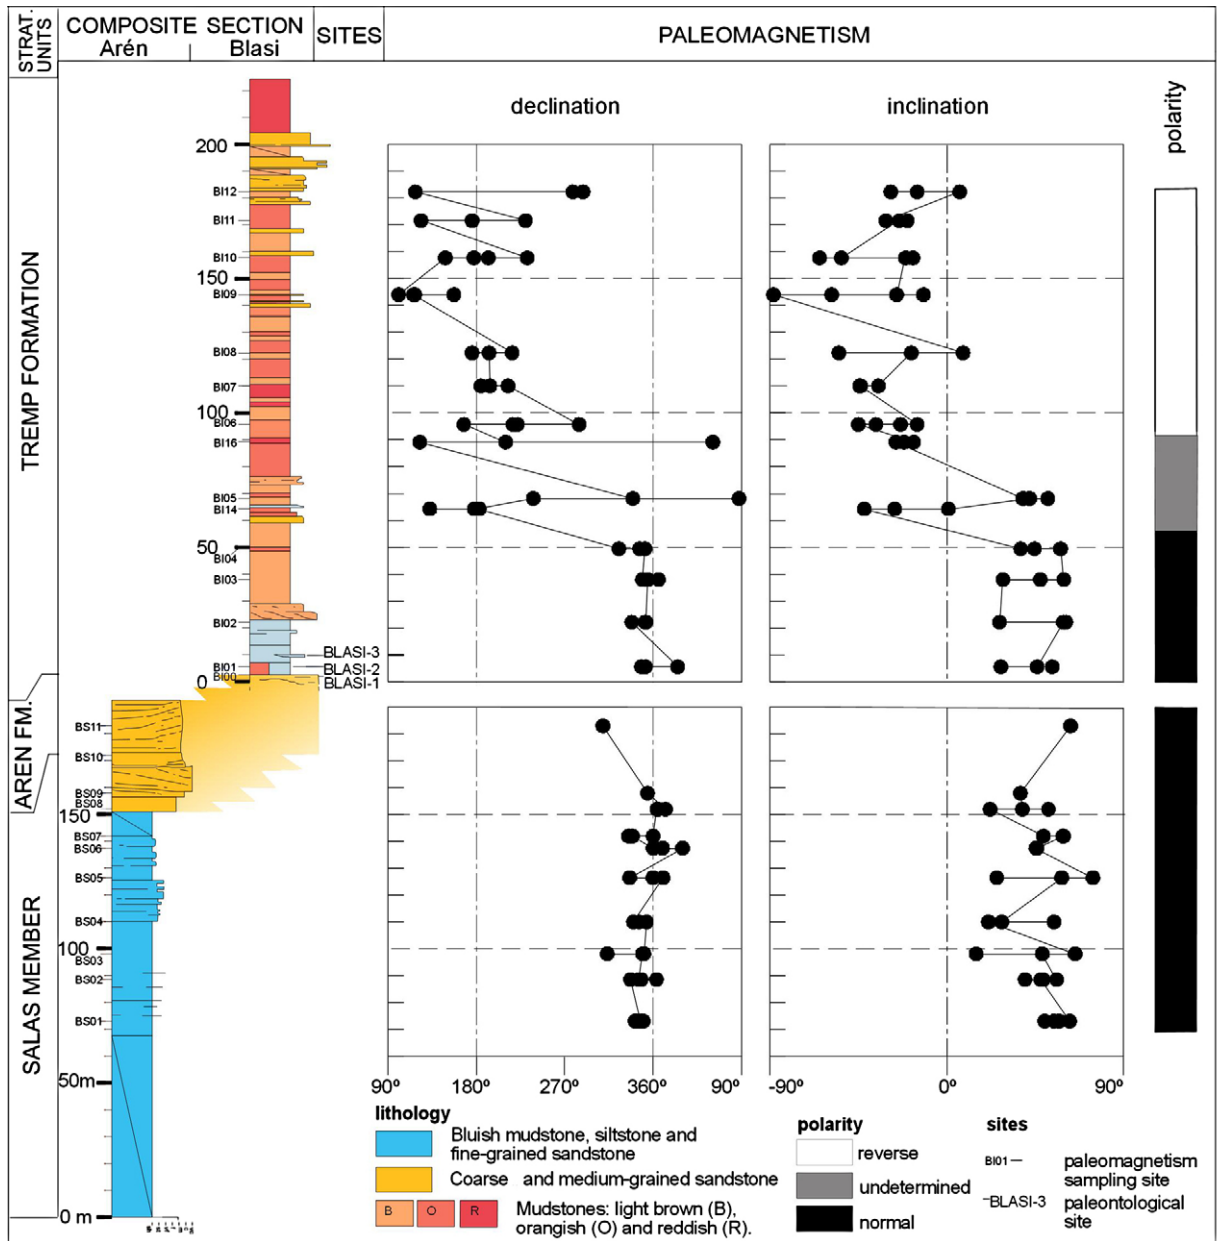 STRAT. UNITS
COMPOSITE SECTION
Arén
Blasi
SITES
PALEOMAGNETISM
declination
inclination
polarity
TREMP FORMATION
AREN FM.
SALAS MEMBER
200
BI12
BI11
BI10
150
BI09
BI08
BI07
100
BI06
BI16
BI05
BI14
50
BI04
BI03
BI02
BLASI-3
BI01
BLASI-2
BI00
0
BLASI-1
BS11
BS10
BS09
BS08
150
BS07
BS06
BS05
BS04
100
BS03
BS02
BS01
50m
0 m
90º 180º 270º 360º 90º
-90º 0º 90º
lithology
Bluish mudstone, siltstone and
fine-grained sandstone
Coarse and medium-grained sandstone
B O R
Mudstones: light brown (B),
orangish (O) and reddish (R).
polarity
reverse
undetermined
normal
sites
BI01
paleomagnetism
sampling site
BLASI-3
paleontological
site